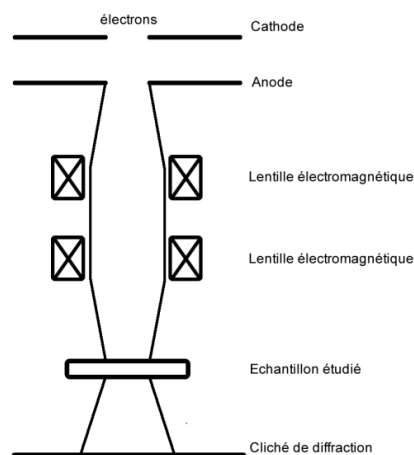 électrons
Cathode
Anode
Lentille électromagnétique
Lentille électromagnétique
Echantillon étudié
Cliché de diffraction